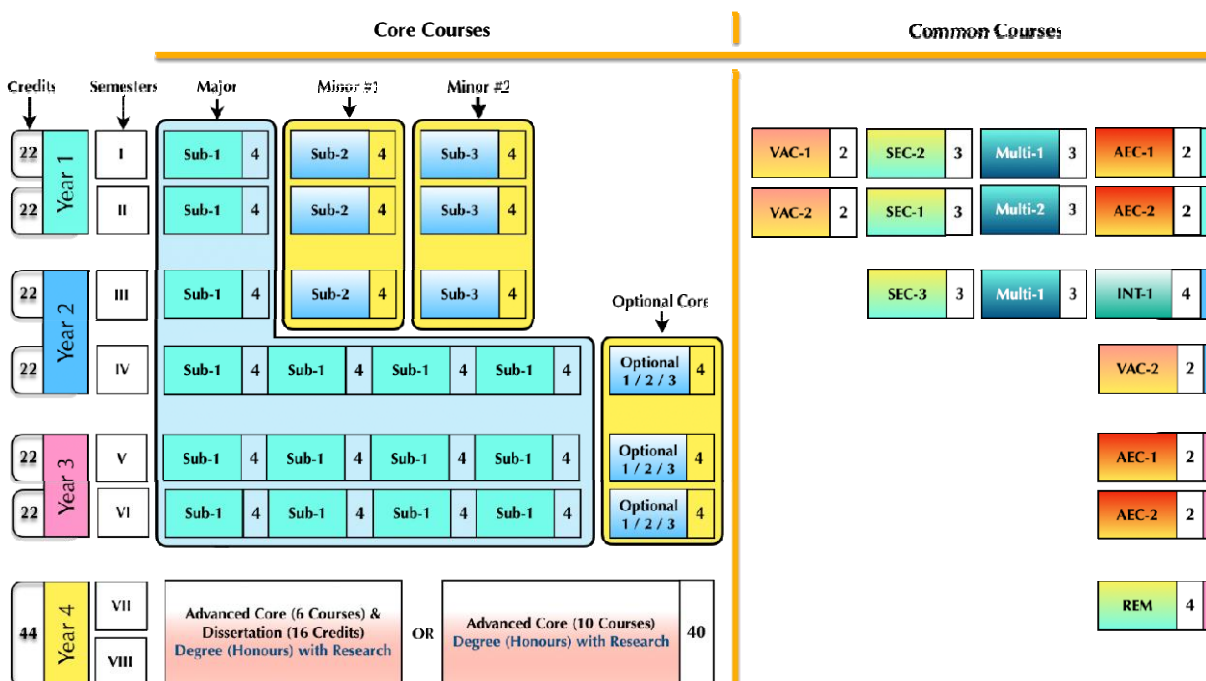 Core Courses
Common Courses
Credits Semesters Major Minor #1 Minor #2
22 Year 1 I Sub-1 4 Sub-2 4 Sub-3 4 VAC-1 2 SEC-2 3 Multi-1 3 AEC-1 2
22 II Sub-1 4 Sub-2 4 Sub-3 4 VAC-2 2 SEC-1 3 Multi-2 3 AEC-2 2
22 Year 2 III Sub-1 4 Sub-2 4 Sub-3 4 SEC-3 3 Multi-1 3 INT-1 4
Optional Core
22 IV Sub-1 4 Sub-1 4 Sub-1 4 Sub-1 4 Optional 1 / 2 / 3 4 VAC-2 2
22 Year 3 V Sub-1 4 Sub-1 4 Sub-1 4 Sub-1 4 Optional 1 / 2 / 3 4 AEC-1 2
22 VI Sub-1 4 Sub-1 4 Sub-1 4 Sub-1 4 Optional 1 / 2 / 3 4 AEC-2 2
44 Year 4 VII VIII
Advanced Core (6 Courses) &
Dissertation (16 Credits)
Degree (Honours) with Research
OR
Advanced Core (10 Courses)
Degree (Honours) with Research
40
REM 4